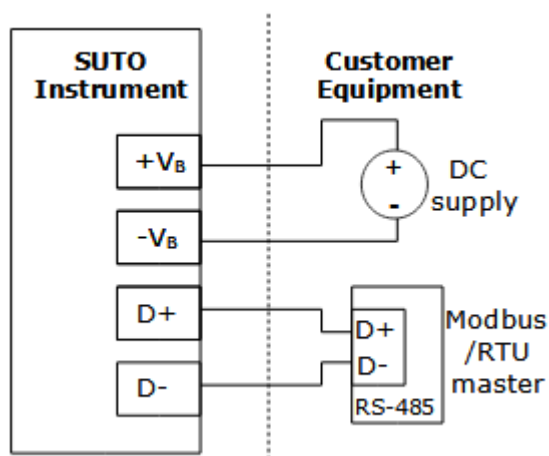 SUTO
Instrument
Customer
Equipment
+VB
-VB
D+
D-
+
-
DC
supply
D+
D-
RS-485
Modbus
/RTU
master